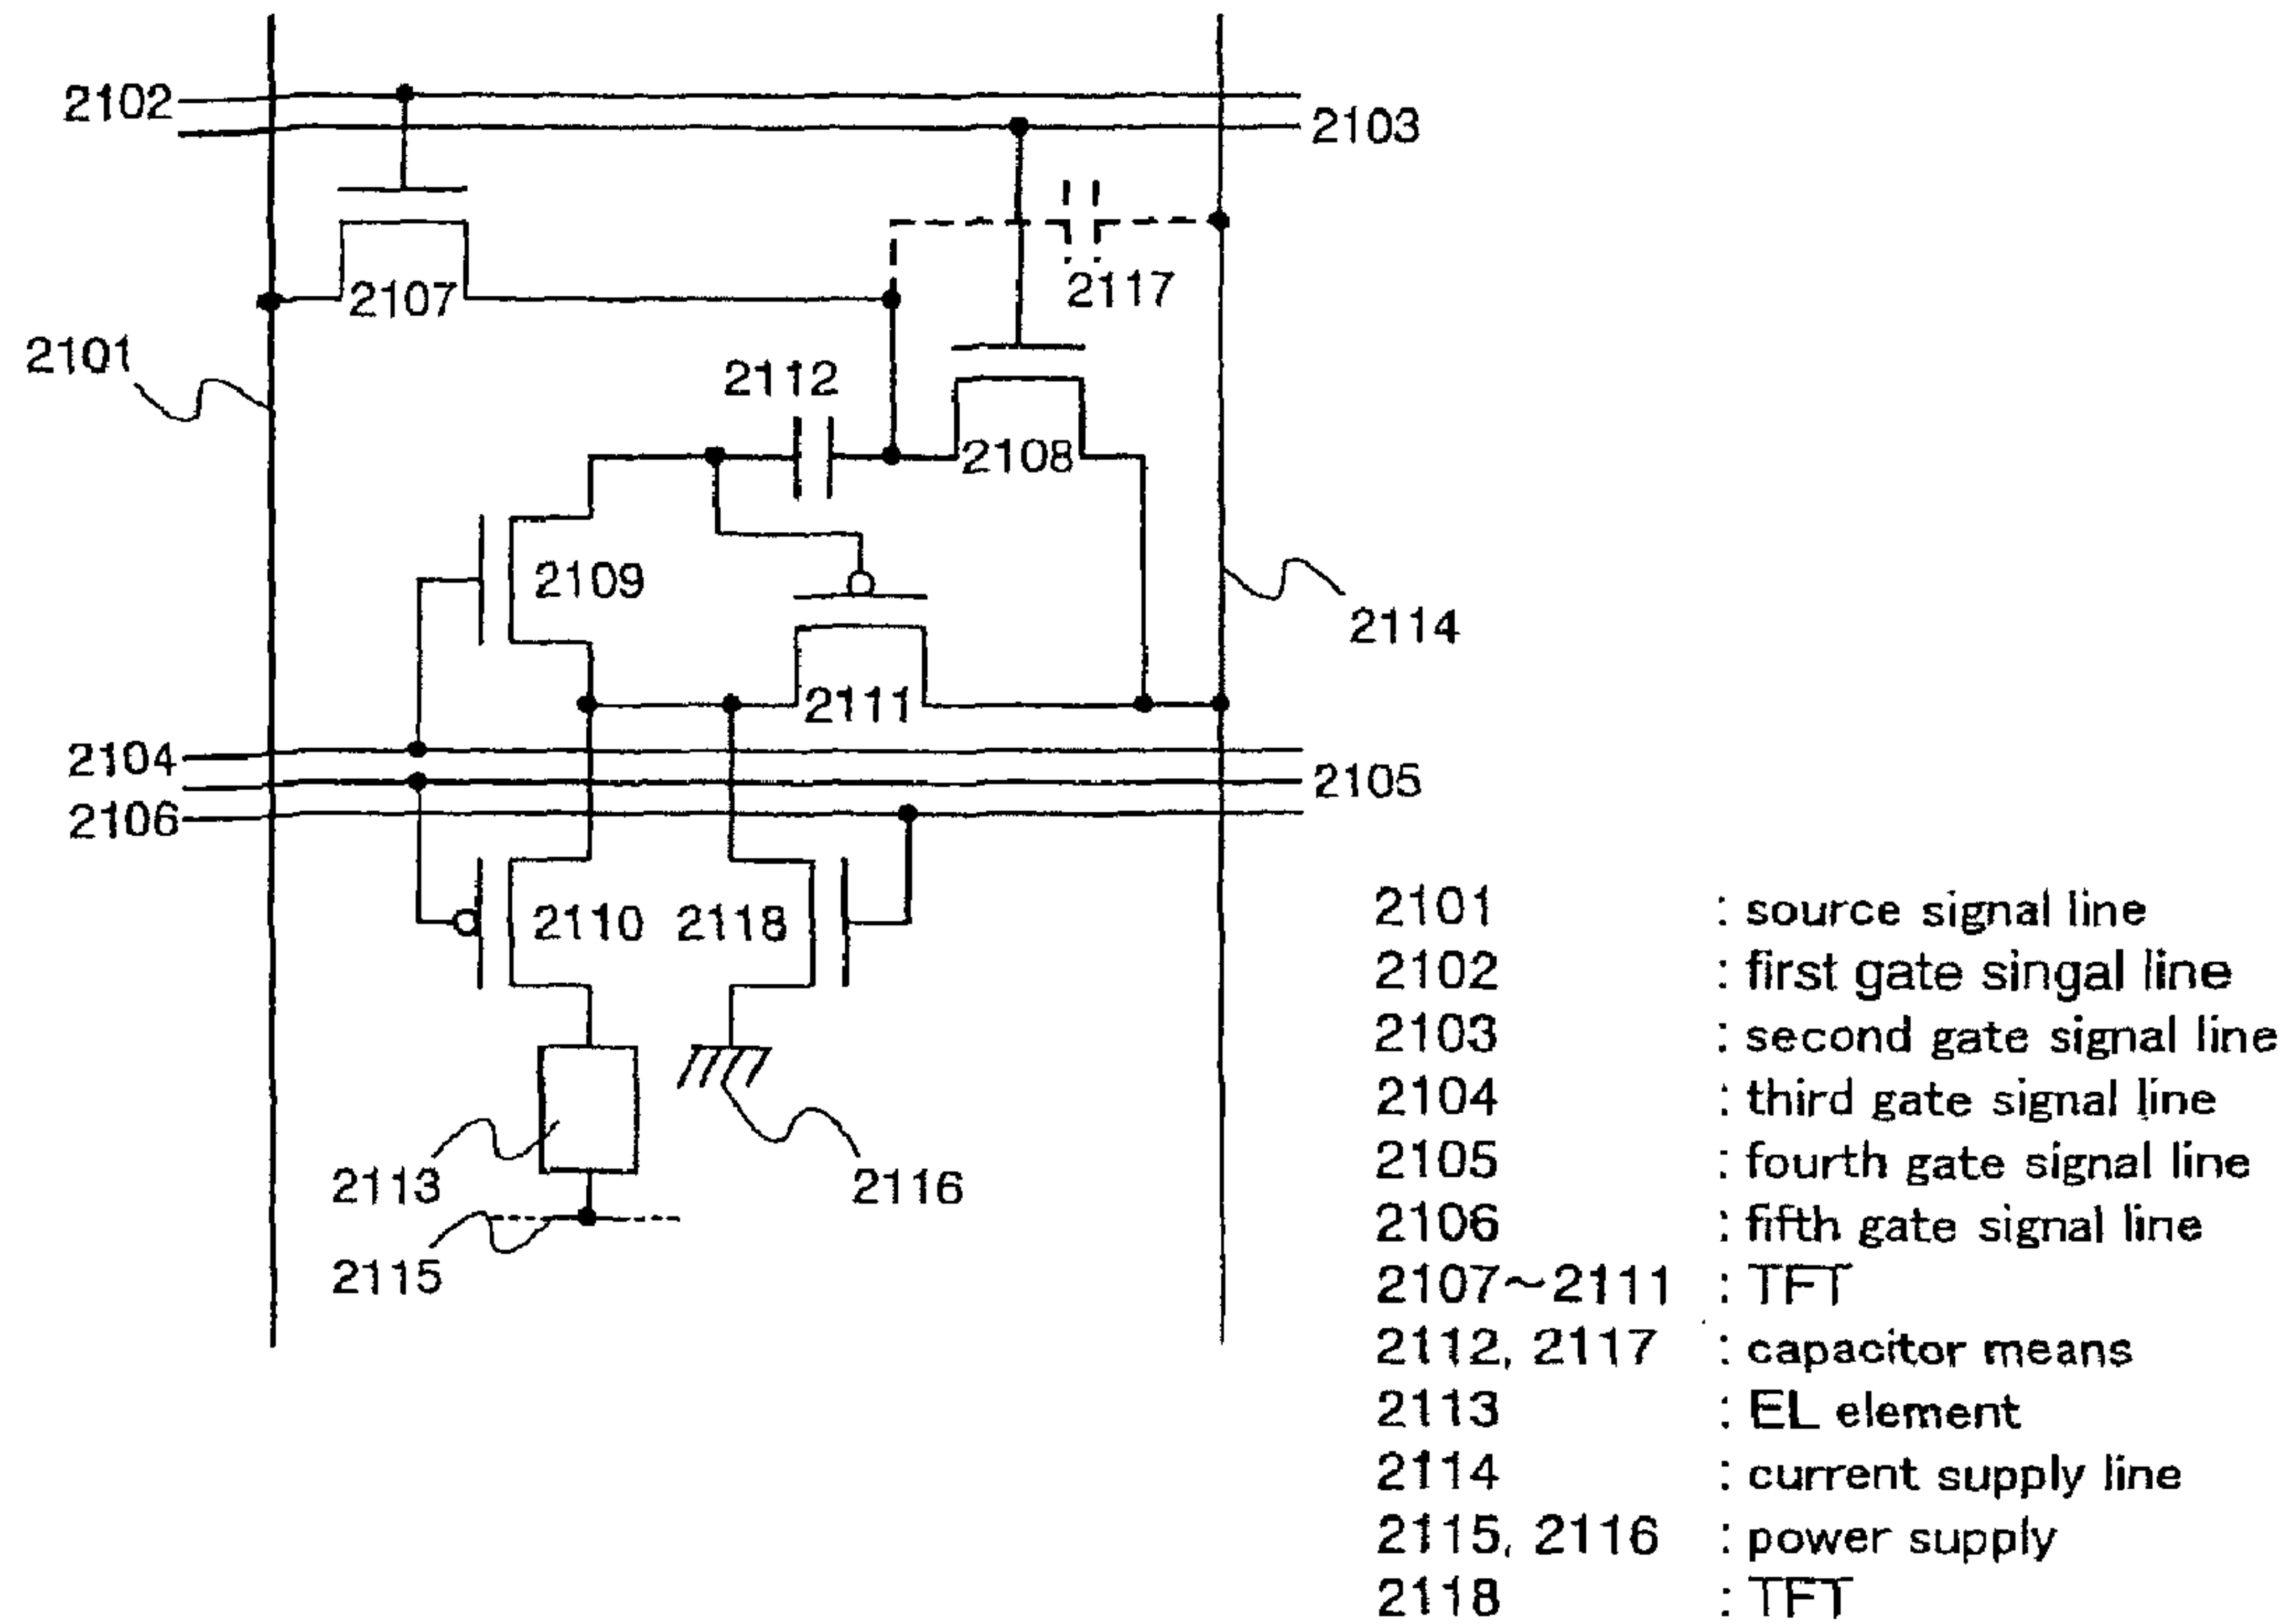 2102
2103
2107
2117
2101
2112
2108
2109
2114
2111
2104
2105
2106
2110 2118
2113
2116
2115
2101 : source signal line
2102 : first gate singal line
2103 : second gate signal line
2104 : third gate signal line
2105 : fourth gate signal line
2106 : fifth gate signal line
2107~2111 : TFT
2112, 2117 : capacitor means
2113 : EL element
2114 : current supply line
2115, 2116 : power supply
2118 : TFT